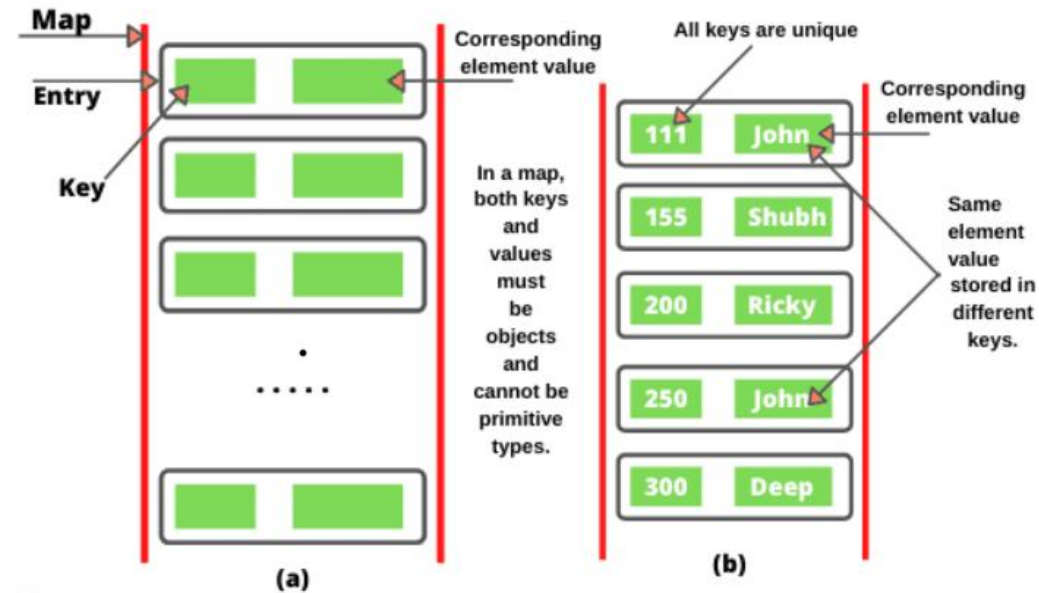 Map
Entry
Key
Corresponding
element value
In a map,
both keys
and
values
must
be
objects
and
cannot be
primitive
types.
(a)
All keys are unique
Corresponding
element value
111 John
155 Shubh
200 Ricky
250 John
300 Deep
Same
element
value
stored in
different
keys.
(b)